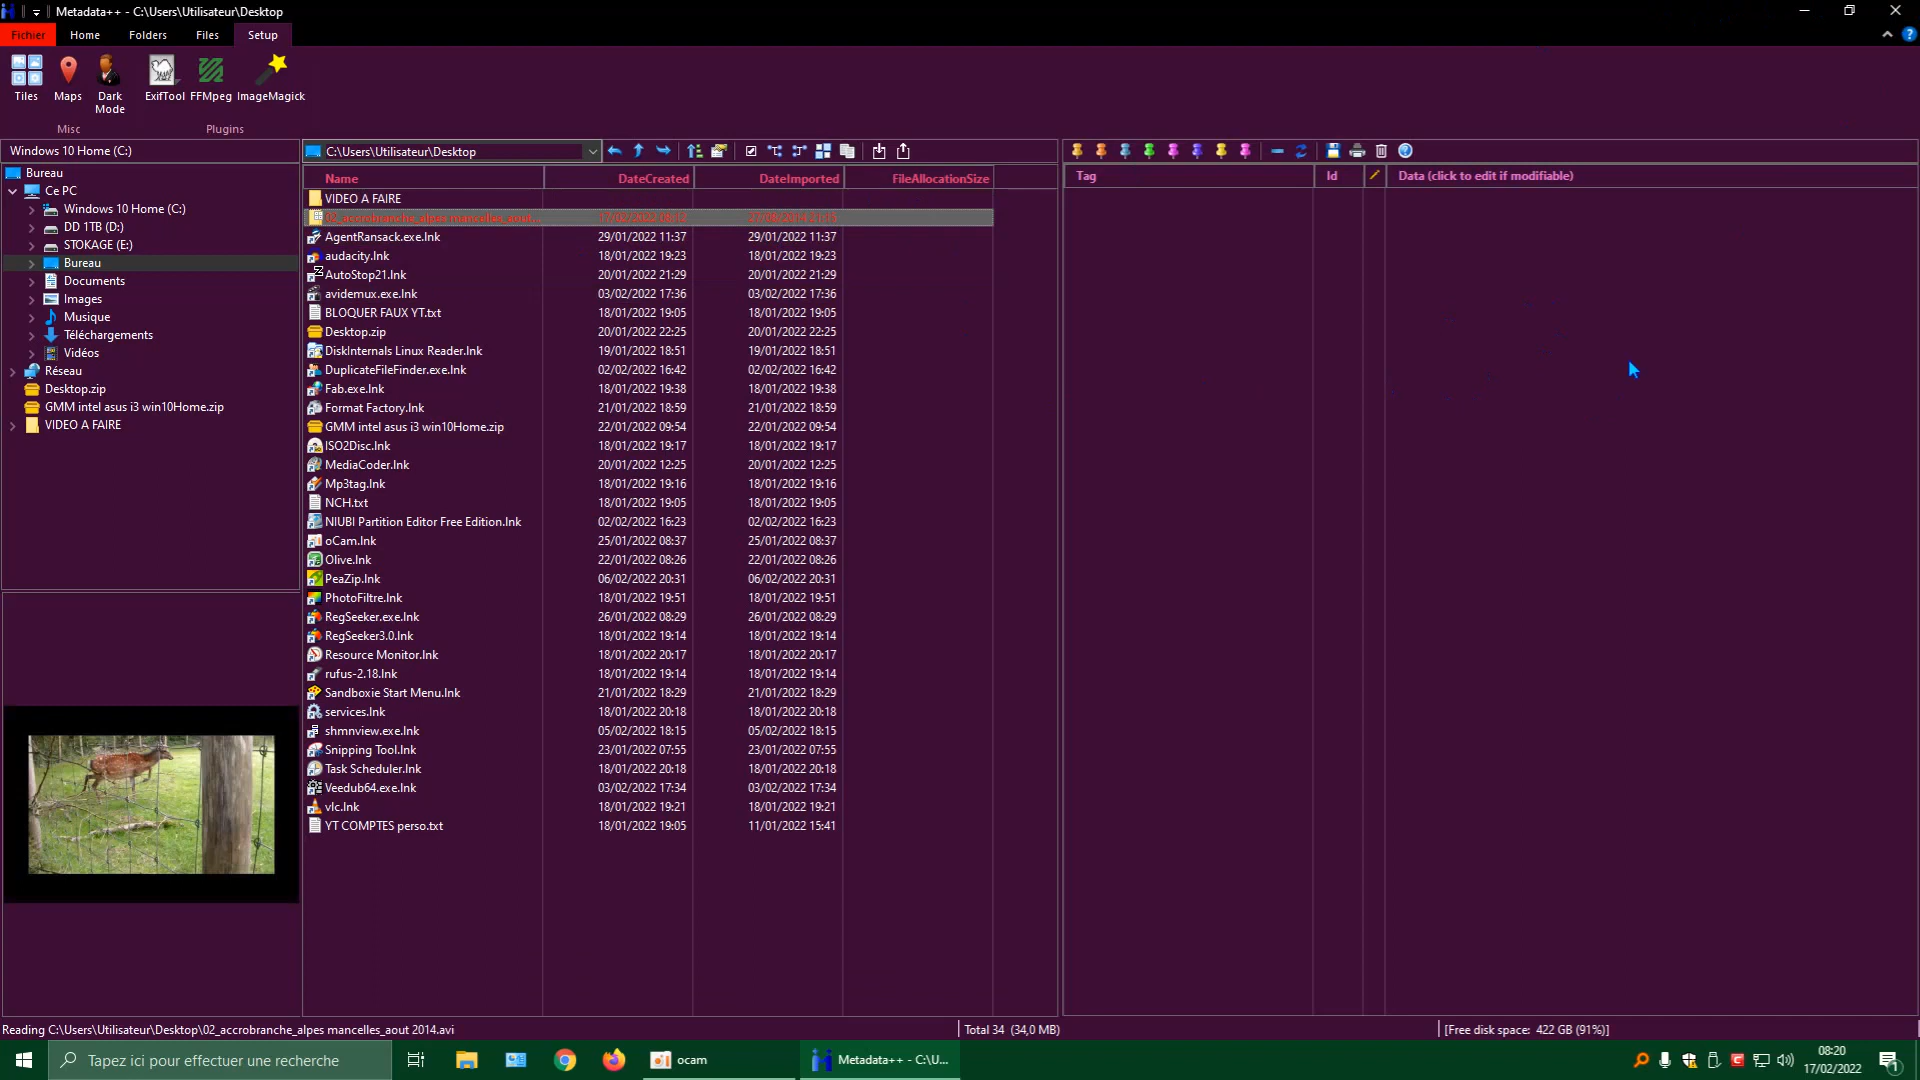 Metadata++ - C:\Users\Utilisateur\Desktop
Fichier Home Folders Files Setup
Tiles Maps Dark Mode ExifTool FFMpeg ImageMagick
Misc Plugins
Windows 10 Home (C:)
Bureau
Ce PC
Windows 10 Home (C:)
DD 1TB (D:)
STOKAGE (E:)
Bureau
Documents
Images
Musique
Téléchargements
Vidéos
Réseau
Desktop.zip
GMM intel asus i3 win10Home.zip
VIDEO A FAIRE
C:\Users\Utilisateur\Desktop
Name DateCreated DateImported FileAllocationSize
VIDEO A FAIRE
02_accrobranche_alpes mancelles_aout... 17/02/2022 08:12 27/08/2014 21:15
AgentRansack.exe.lnk 29/01/2022 11:37 29/01/2022 11:37
audacity.lnk 18/01/2022 19:23 18/01/2022 19:23
AutoStop21.lnk 20/01/2022 21:29 20/01/2022 21:29
avidemux.exe.lnk 03/02/2022 17:36 03/02/2022 17:36
BLOQUER FAUX YT.txt 18/01/2022 19:05 18/01/2022 19:05
Desktop.zip 20/01/2022 22:25 20/01/2022 22:25
DiskInternals Linux Reader.lnk 19/01/2022 18:51 19/01/2022 18:51
DuplicateFileFinder.exe.lnk 02/02/2022 16:42 02/02/2022 16:42
Fab.exe.lnk 18/01/2022 19:38 18/01/2022 19:38
Format Factory.lnk 21/01/2022 18:59 21/01/2022 18:59
GMM intel asus i3 win10Home.zip 22/01/2022 09:54 22/01/2022 09:54
ISO2Disc.lnk 18/01/2022 19:17 18/01/2022 19:17
MediaCoder.lnk 20/01/2022 12:25 20/01/2022 12:25
Mp3tag.lnk 18/01/2022 19:16 18/01/2022 19:16
NCH.txt 18/01/2022 19:05 18/01/2022 19:05
NIUBI Partition Editor Free Edition.lnk 02/02/2022 16:23 02/02/2022 16:23
oCam.lnk 25/01/2022 08:37 25/01/2022 08:37
Olive.lnk 22/01/2022 08:26 22/01/2022 08:26
PeaZip.lnk 06/02/2022 20:31 06/02/2022 20:31
PhotoFiltre.lnk 18/01/2022 19:51 18/01/2022 19:51
RegSeeker.exe.lnk 26/01/2022 08:29 26/01/2022 08:29
RegSeeker3.0.lnk 18/01/2022 19:14 18/01/2022 19:14
Resource Monitor.lnk 18/01/2022 20:17 18/01/2022 20:17
rufus-2.18.lnk 18/01/2022 19:14 18/01/2022 19:14
Sandboxie Start Menu.lnk 21/01/2022 18:29 21/01/2022 18:29
services.lnk 18/01/2022 20:18 18/01/2022 20:18
shmnview.exe.lnk 05/02/2022 18:15 05/02/2022 18:15
Snipping Tool.lnk 23/01/2022 07:55 23/01/2022 07:55
Task Scheduler.lnk 18/01/2022 20:18 18/01/2022 20:18
Veedub64.exe.lnk 03/02/2022 17:34 03/02/2022 17:34
vlc.lnk 18/01/2022 19:21 18/01/2022 19:21
YT COMPTES perso.txt 18/01/2022 19:05 11/01/2022 15:41
Tag Id Data (click to edit if modifiable)
Reading C:\Users\Utilisateur\Desktop\02_accrobranche_alpes mancelles_aout 2014.avi
Total 34 (34,0 MB)
[Free disk space: 422 GB (91%)]
Tapez ici pour effectuer une recherche
ocam
Metadata++ - C:\U...
08:20
17/02/2022
1